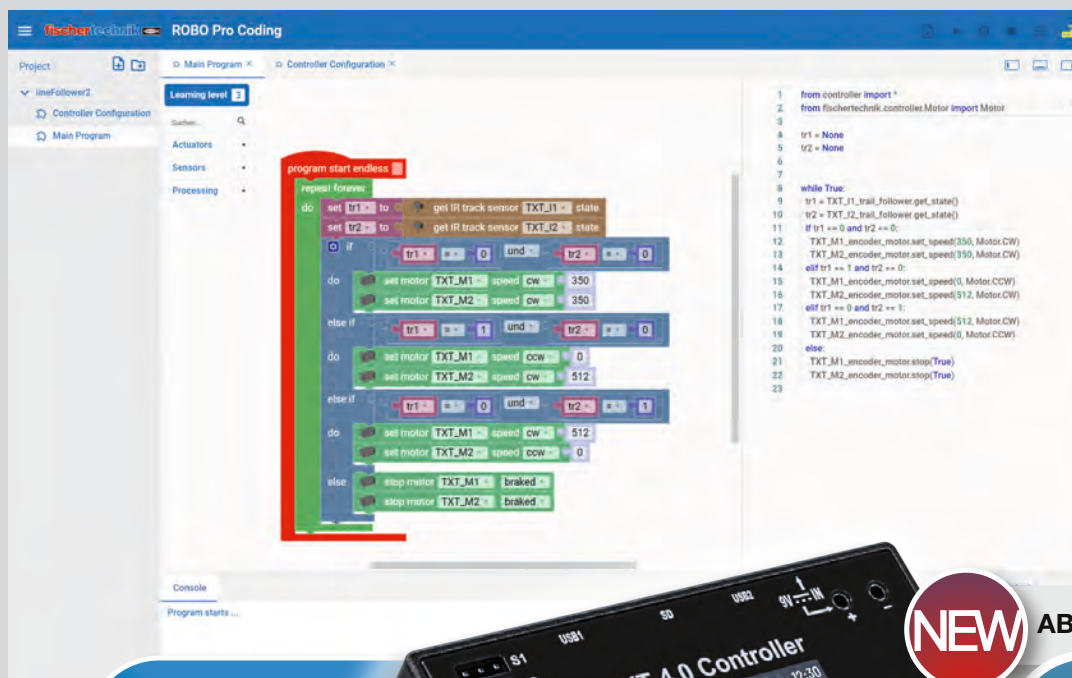 fischertechnik ROBO Pro Coding
Project
lineFollower2
Controller Configuration
Main Program
Main Program × Controller Configuration ×
Learning level 3
Suchen...
Actuators
Sensors
Processing
program start endless
repeat forever
do set tr1 to get IR track sensor TXT_I1 state
set tr2 to get IR track sensor TXT_I2 state
if tr1 = 0 und tr2 = 0
do set motor TXT_M1 speed cw 350
set motor TXT_M2 speed cw 350
else if tr1 = 1 und tr2 = 0
do set motor TXT_M1 speed ccw 0
set motor TXT_M2 speed cw 512
else if tr1 = 0 und tr2 = 1
do set motor TXT_M1 speed cw 512
set motor TXT_M2 speed ccw 0
else stop motor TXT_M1 braked
stop motor TXT_M2 braked
1 from controller import *
2 from fischertechnik.controller.Motor import Motor
3
4 tr1 = None
5 tr2 = None
6
7
8 while True:
9 tr1 = TXT_I1_trail_follower.get_state()
10 tr2 = TXT_I2_trail_follower.get_state()
11 if tr1 == 0 and tr2 == 0:
12 TXT_M1_encoder_motor.set_speed(350, Motor.CW)
13 TXT_M2_encoder_motor.set_speed(350, Motor.CW)
14 elif tr1 == 1 and tr2 == 0:
15 TXT_M1_encoder_motor.set_speed(0, Motor.CCW)
16 TXT_M2_encoder_motor.set_speed(512, Motor.CW)
17 elif tr1 == 0 and tr2 == 1:
18 TXT_M1_encoder_motor.set_speed(512, Motor.CW)
19 TXT_M2_encoder_motor.set_speed(0, Motor.CCW)
20 else:
21 TXT_M1_encoder_motor.stop(True)
22 TXT_M2_encoder_motor.stop(True)
23
Console
Program starts ...
S1 USB1 SD USB2 9V IN + -
4.0 Controller
12:30
NEW
AB